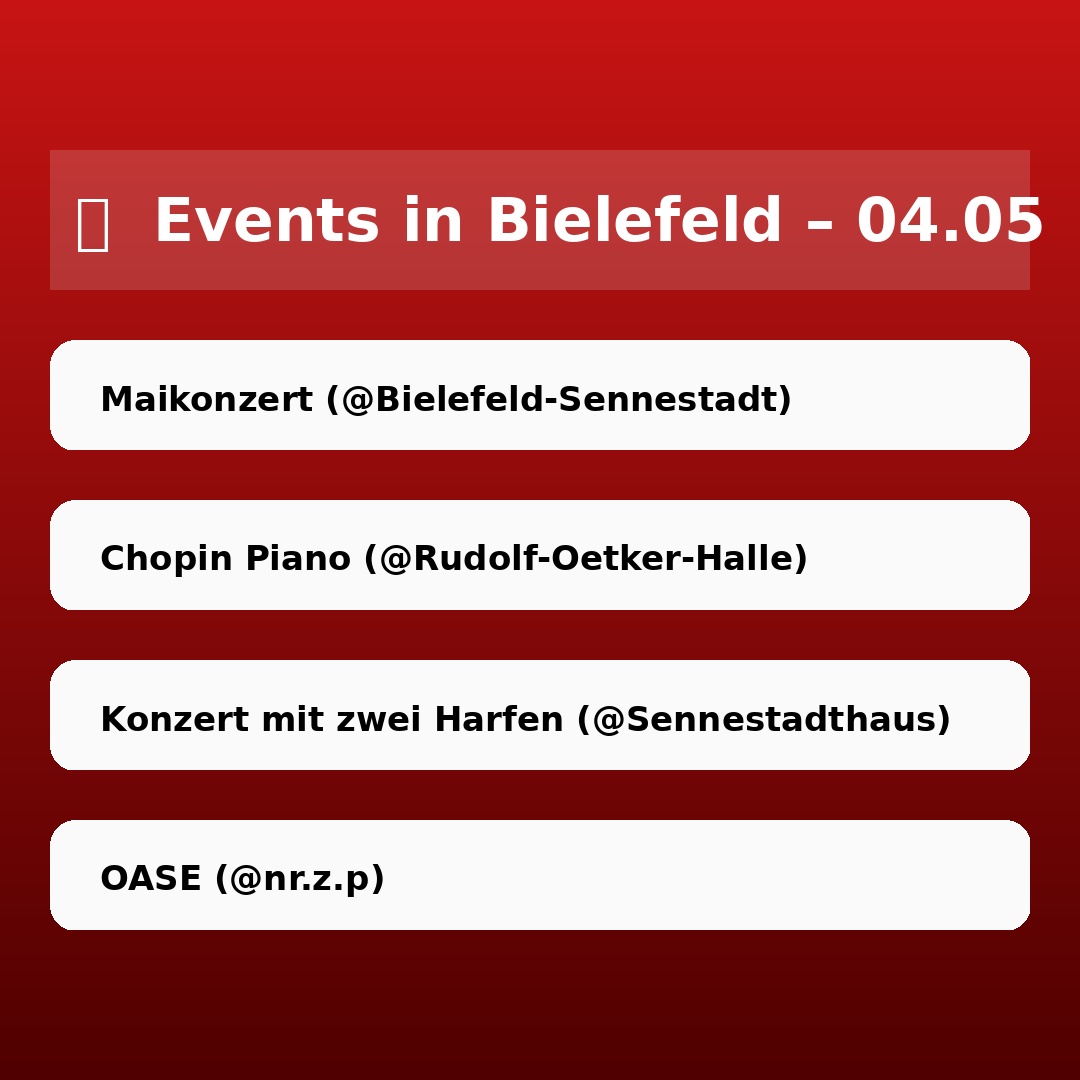 Events in Bielefeld – 04.05
Maikonzert (@Bielefeld-Sennestadt)
Chopin Piano (@Rudolf-Oetker-Halle)
Konzert mit zwei Harfen (@Sennestadthaus)
OASE (@nr.z.p)